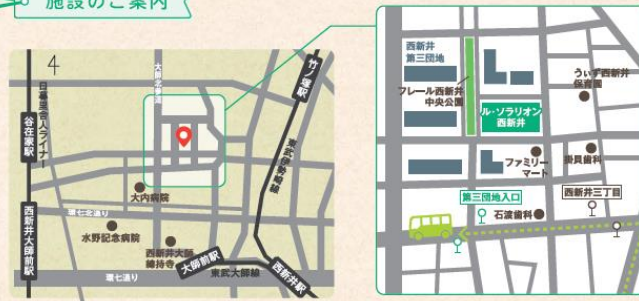 施設のご案内
4
竹ノ塚駅
日暮里舎人ライナー
谷在家駅
東武伊勢崎線
大内病院
西新井大師前駅
環七北通り
水野記念病院
西新井大師
總持寺
大師前駅
東武大師線
西新井駅
環七通り
西新井
第三団地
フレール西新井
中央公園
ル・ソラリオン
西新井
うぃず西新井
保育園
ファミリー
マート
掛貝歯科
第三団地入口
石渡歯科
西新井三丁目